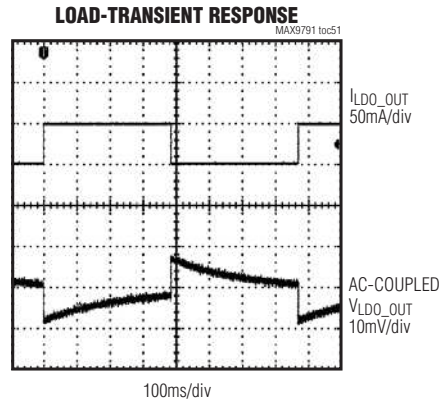 LOAD-TRANSIENT RESPONSE
MAX9791 toc51
ILDO_OUT
50mA/div
AC-COUPLED
VLDO_OUT
10mV/div
100ms/div